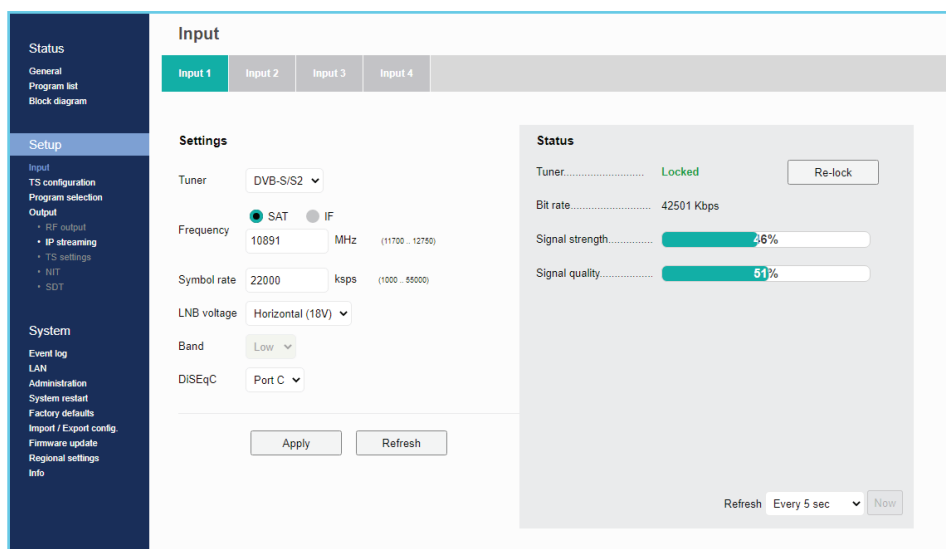 Status
General
Program list
Block diagram
Setup
Input
TS configuration
Program selection
Output
• RF output
• IP streaming
• TS settings
• NIT
• SDT
System
Event log
LAN
Administration
System restart
Factory defaults
Import / Export config.
Firmware update
Regional settings
Info
Input
Input 1 Input 2 Input 3 Input 4
Settings
Tuner DVB-S/S2
SAT IF
Frequency 10891 MHz (11700 .. 12750)
Symbol rate 22000 ksps (1000 .. 55000)
LNB voltage Horizontal (18V)
Band Low
DiSEqC Port C
Apply Refresh
Status
Tuner........................... Locked Re-lock
Bit rate........................... 42501 Kbps
Signal strength............... 46%
Signal quality.................. 51%
Refresh Every 5 sec Now